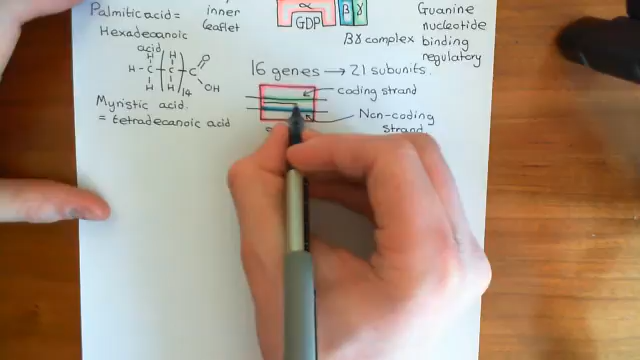 Palmitic acid =
Hexadecanoic
acid
inner
leaflet
H H O
H-C-C-C
H H OH
14
Myristic acid.
= tetradecanoic acid
α
GDP
β γ
βγ complex
Guanine
nucleotide
binding
regulatory
16 genes → 21 subunits.
coding strand
Non-coding
strand